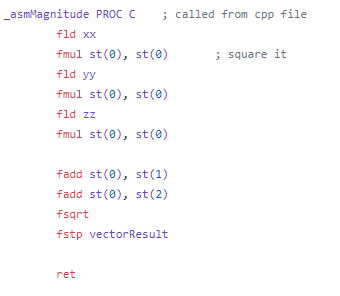 _asmMagnitude PROC C    ; called from cpp file
        fld xx
        fmul st(0), st(0)       ; square it
        fld yy
        fmul st(0), st(0)
        fld zz
        fmul st(0), st(0)
        fadd st(0), st(1)
        fadd st(0), st(2)
        fsqrt
        fstp vectorResult
        ret